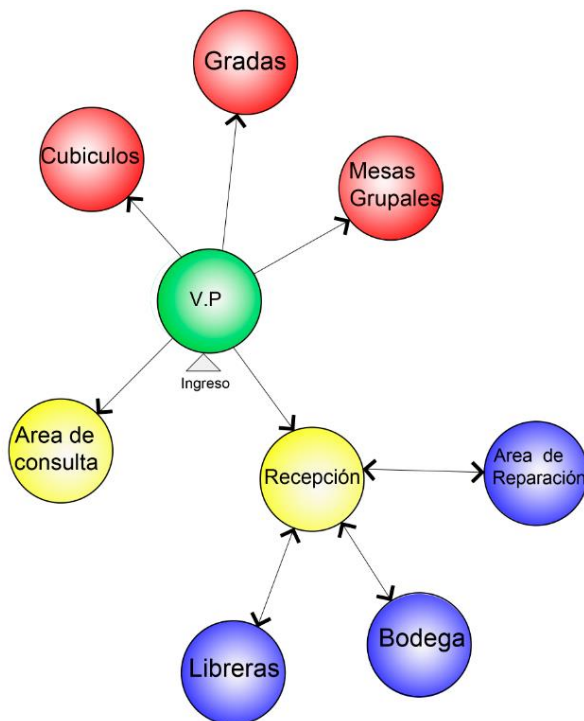 Gradas
Cubiculos
Mesas
Grupales
V.P
Ingreso
Area de
consulta
Recepción
Area de
Reparación
Libreras
Bodega